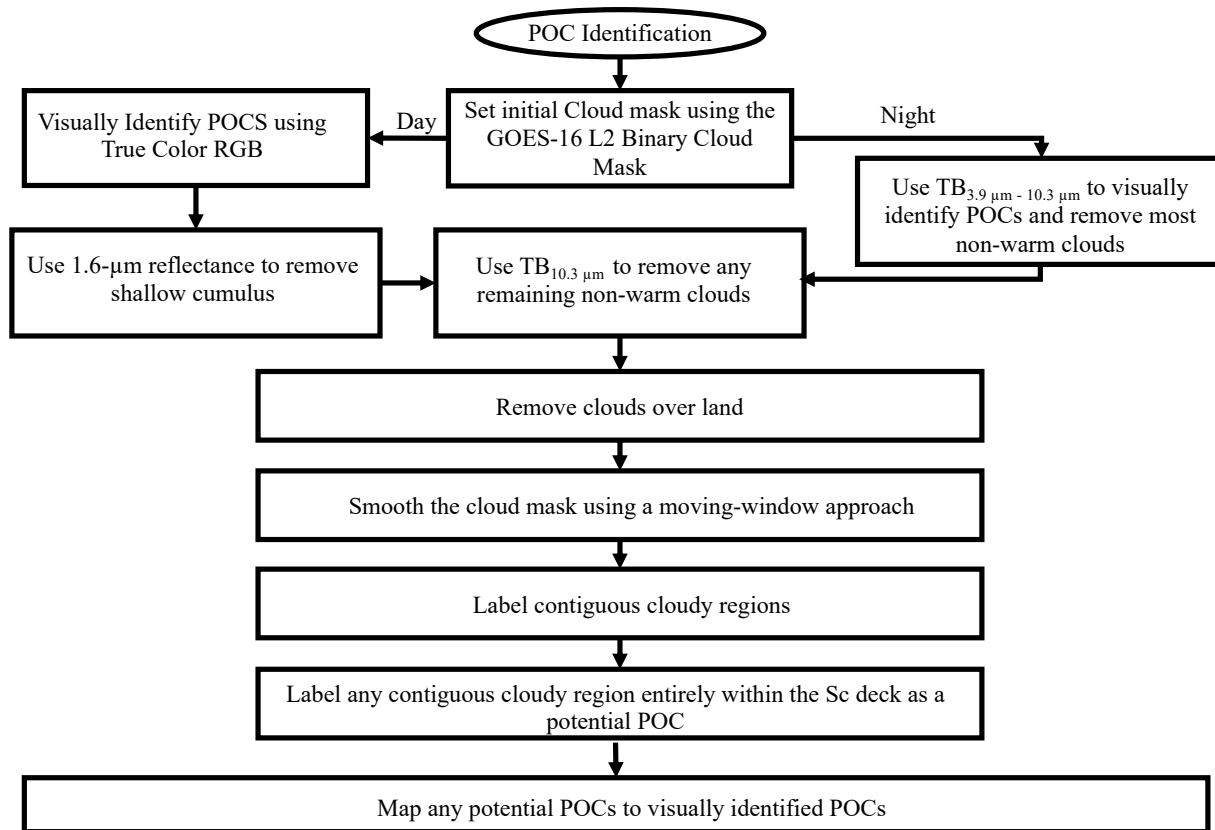 POC Identification
Set initial Cloud mask using the
GOES-16 L2 Binary Cloud
Mask
Day
Night
Visually Identify POCS using
True Color RGB
Use TB3.9 µm - 10.3 µm to visually
identify POCs and remove most
non-warm clouds
Use 1.6-µm reflectance to remove
shallow cumulus
Use TB10.3 µm to remove any
remaining non-warm clouds
Remove clouds over land
Smooth the cloud mask using a moving-window approach
Label contiguous cloudy regions
Label any contiguous cloudy region entirely within the Sc deck as a
potential POC
Map any potential POCs to visually identified POCs